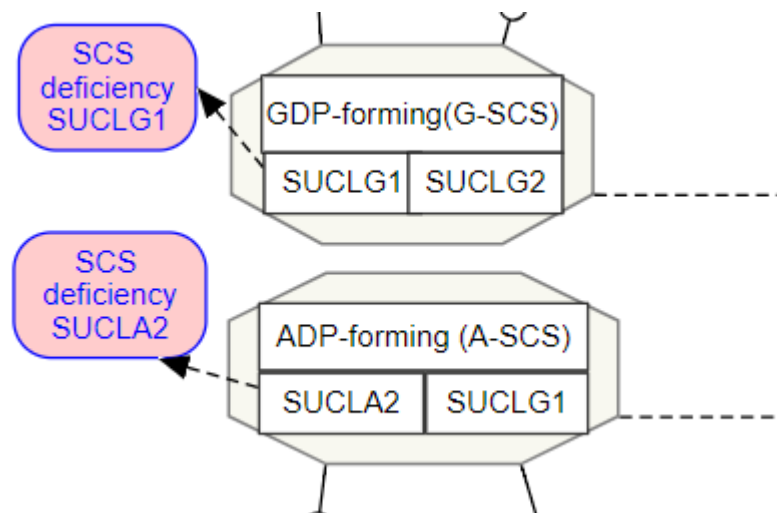 SCS
deficiency
SUCLG1
GDP-forming(G-SCS)
SUCLG1 SUCLG2
SCS
deficiency
SUCLA2
ADP-forming (A-SCS)
SUCLA2 SUCLG1